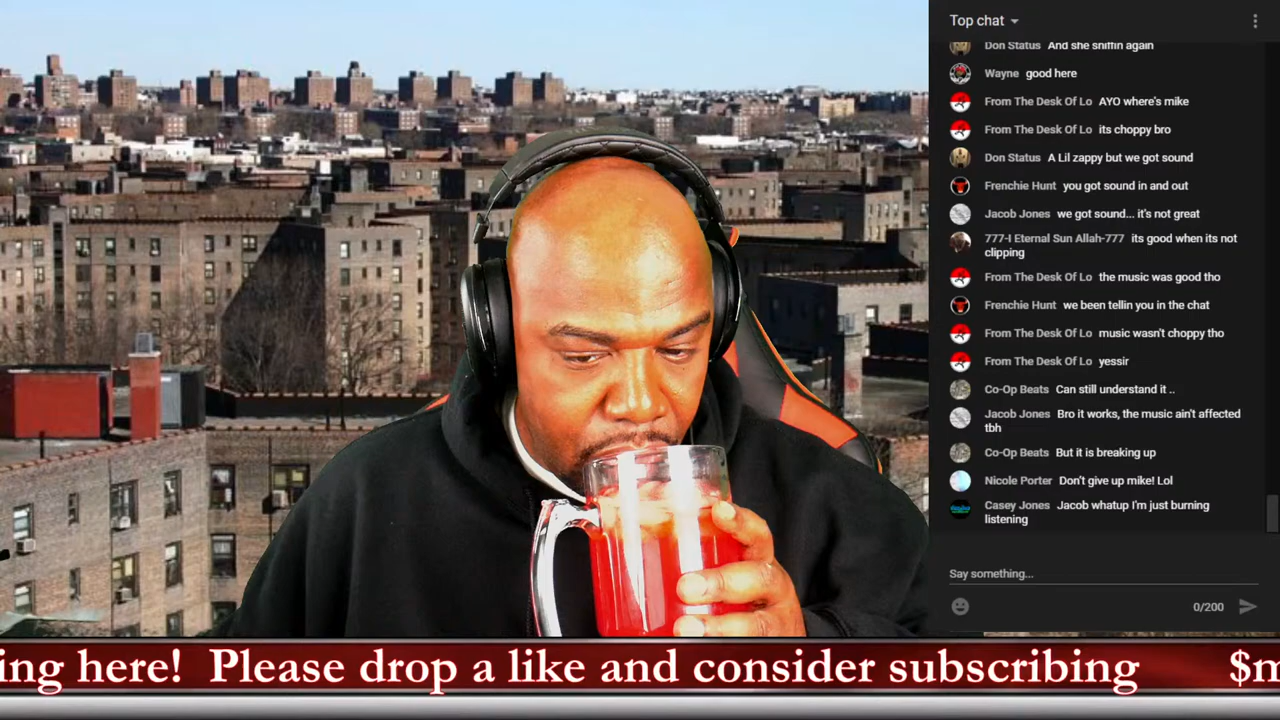 Top chat
Don Status And she sniffin again
Wayne good here
From The Desk Of Lo AYO where's mike
From The Desk Of Lo its choppy bro
Don Status A Lil zappy but we got sound
Frenchie Hunt you got sound in and out
Jacob Jones we got sound... it's not great
777-I Eternal Sun Allah-777 its good when its not
clipping
From The Desk Of Lo the music was good tho
Frenchie Hunt we been tellin you in the chat
From The Desk Of Lo music wasn't choppy tho
From The Desk Of Lo yessir
Co-Op Beats Can still understand it ..
Jacob Jones Bro it works, the music ain't affected
tbh
Co-Op Beats But it is breaking up
Nicole Porter Don't give up mike! Lol
Casey Jones Jacob whatup I'm just burning
listening
Say something...
0/200
ing here! Please drop a like and consider subscribing $m